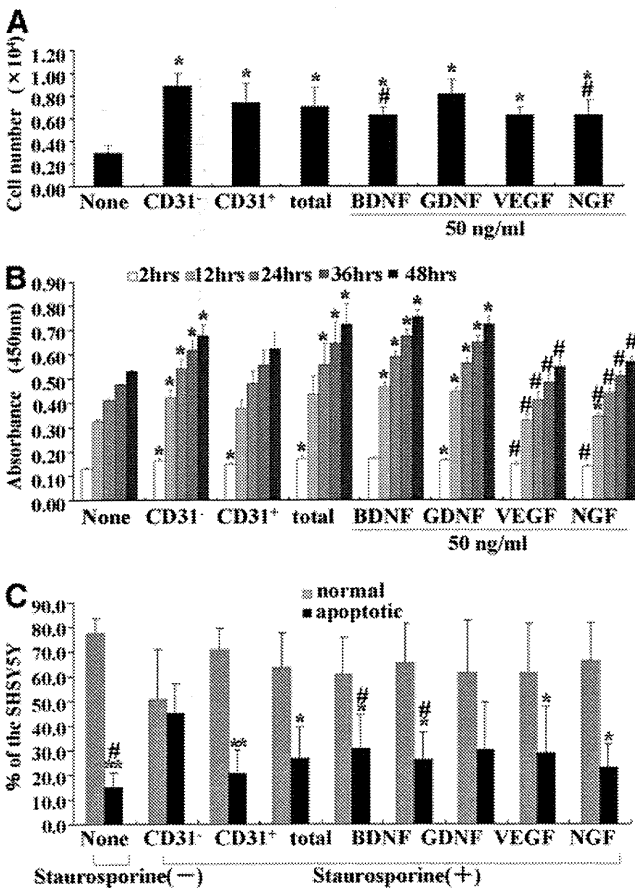 A
Cell number (×10⁴)
1.20
1.00
0.80
0.60
0.40
0.20
0.00
* * * * * * *
# #
None CD31⁻ CD31⁺ total BDNF GDNF VEGF NGF
50 ng/ml
B
Absorbance (450nm)
2hrs 12hrs 24hrs 36hrs 48hrs
0.90
0.80
0.70
0.60
0.50
0.40
0.30
0.20
0.10
0.00
None CD31⁻ CD31⁺ total BDNF GDNF VEGF NGF
50 ng/ml
C
% of the SHSY5Y
normal
apoptotic
90.0
80.0
70.0
60.0
50.0
40.0
30.0
20.0
10.0
0.0
# ** ** * # * # * * *
None CD31⁻ CD31⁺ total BDNF GDNF VEGF NGF
Staurosporine(−) Staurosporine(+)